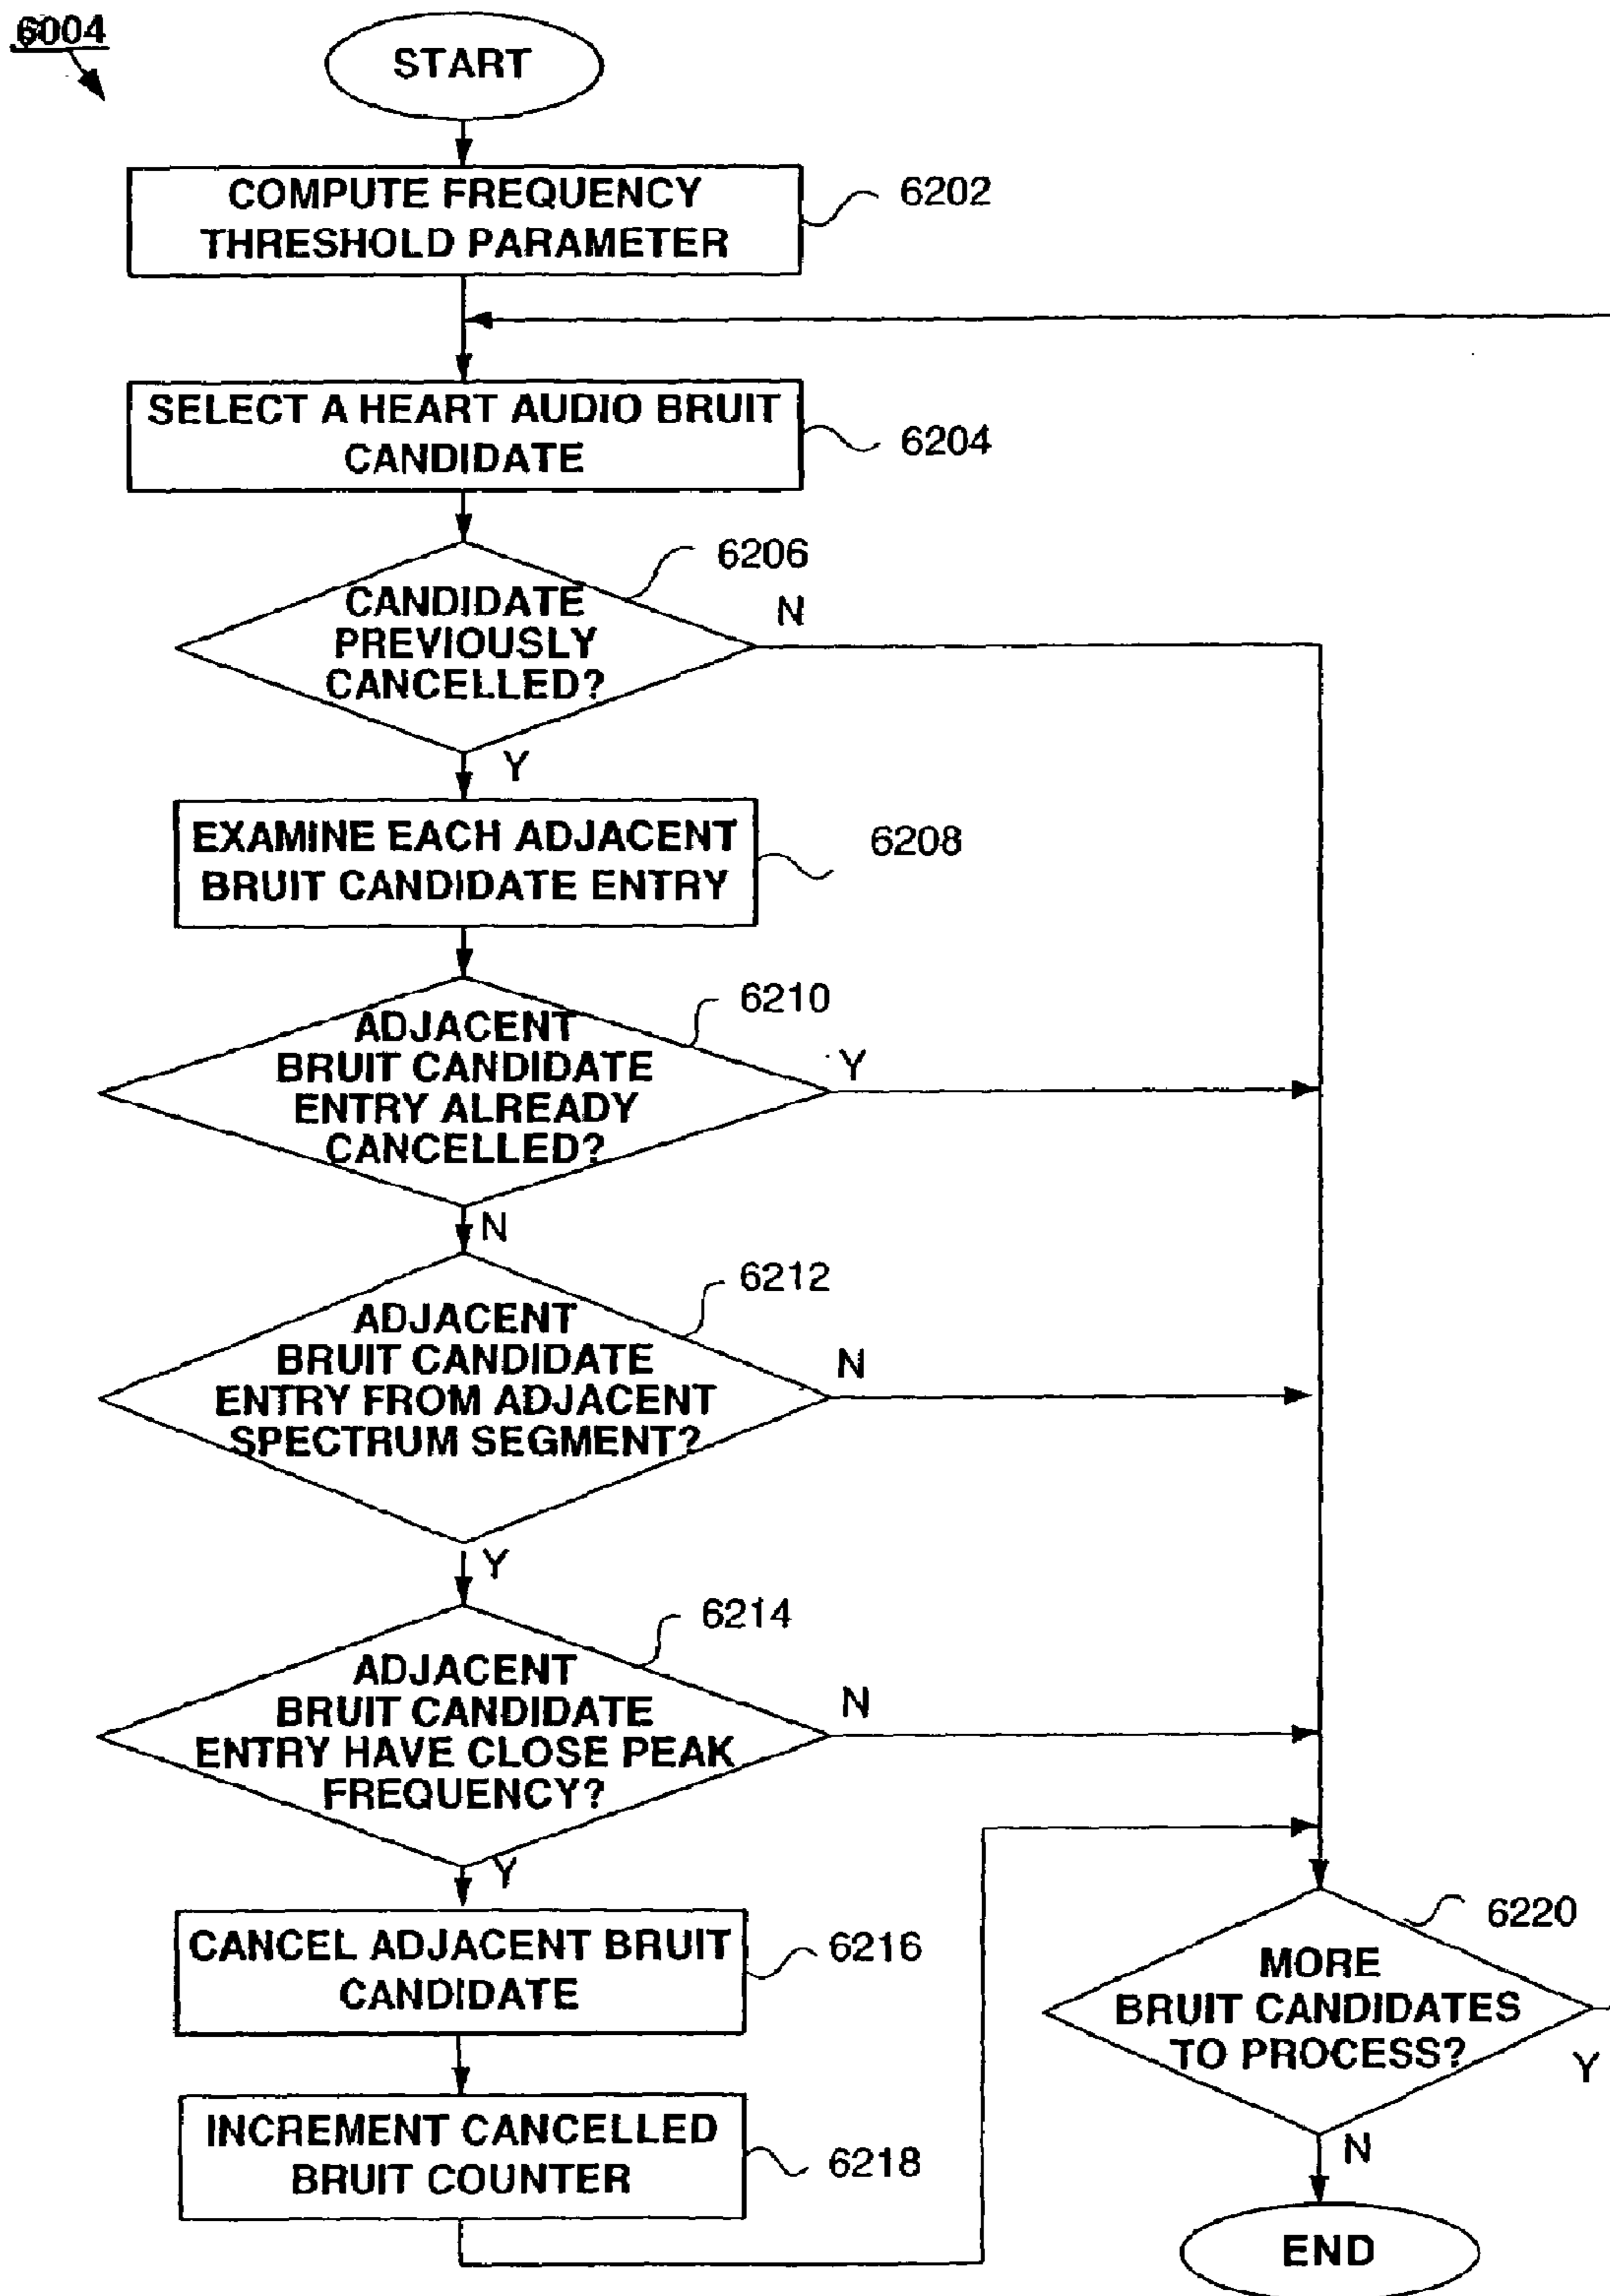 6004
START
COMPUTE FREQUENCY
THRESHOLD PARAMETER
6202
SELECT A HEART AUDIO BRUIT
CANDIDATE
6204
6206
CANDIDATE
PREVIOUSLY
CANCELLED?
N
Y
EXAMINE EACH ADJACENT
BRUIT CANDIDATE ENTRY
6208
6210
ADJACENT
BRUIT CANDIDATE
ENTRY ALREADY
CANCELLED?
Y
N
6212
ADJACENT
BRUIT CANDIDATE
ENTRY FROM ADJACENT
SPECTRUM SEGMENT?
N
Y
6214
ADJACENT
BRUIT CANDIDATE
ENTRY HAVE CLOSE PEAK
FREQUENCY?
N
Y
CANCEL ADJACENT BRUIT
CANDIDATE
6216
INCREMENT CANCELLED
BRUIT COUNTER
6218
6220
MORE
BRUIT CANDIDATES
TO PROCESS?
Y
N
END